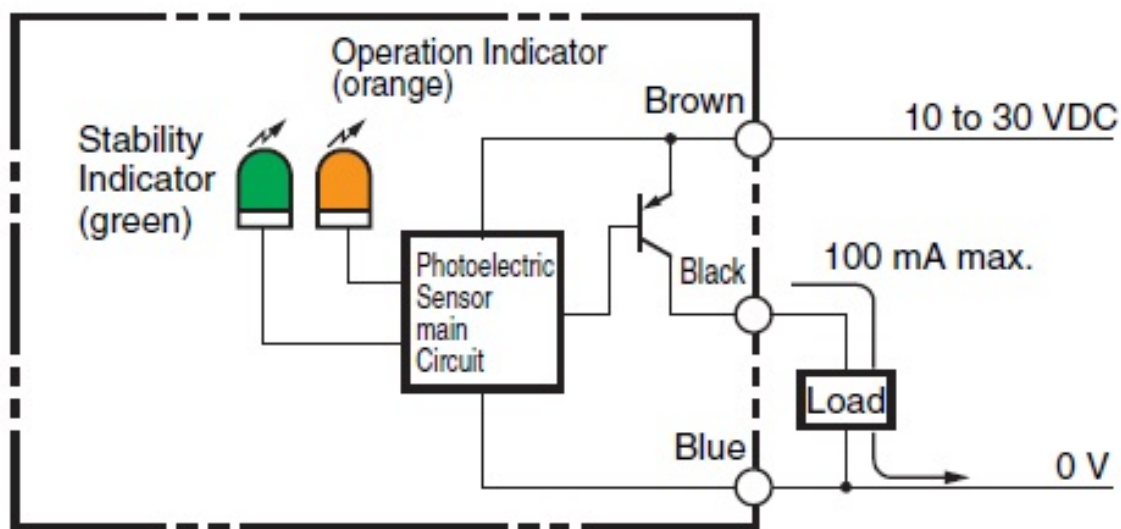 Operation Indicator
(orange)
Stability
Indicator
(green)
Brown
10 to 30 VDC
Photoelectric
Sensor
main
Circuit
Black
100 mA max.
Load
Blue
0 V